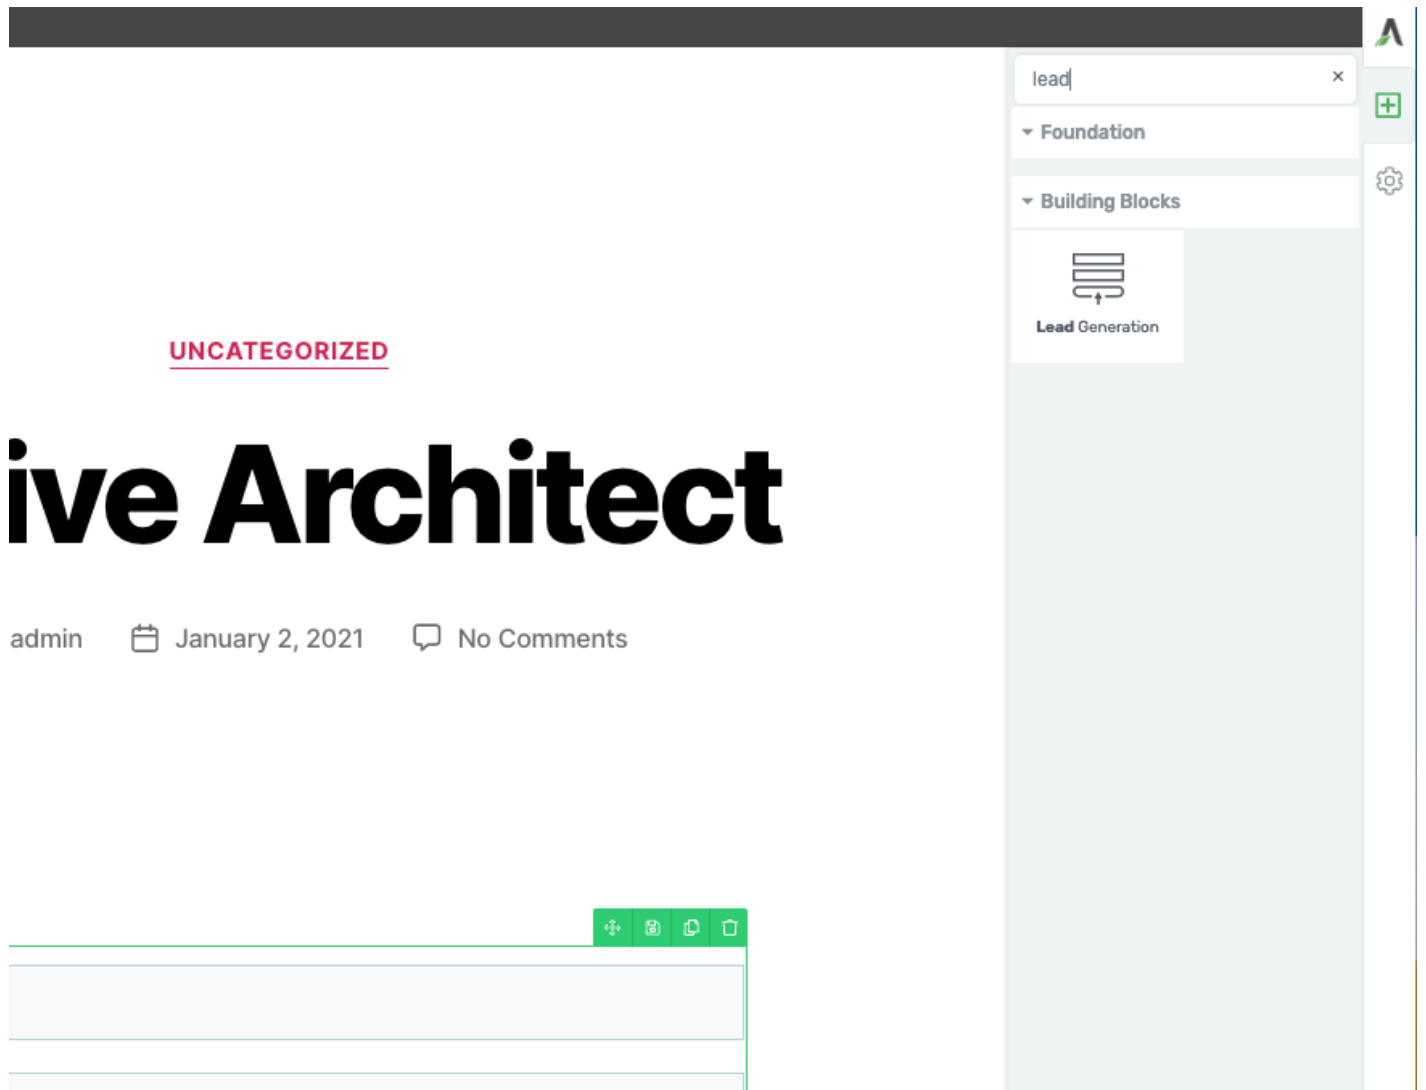 lead
Foundation
Building Blocks
Lead Generation
UNCATEGORIZED
ive Architect
admin January 2, 2021 No Comments